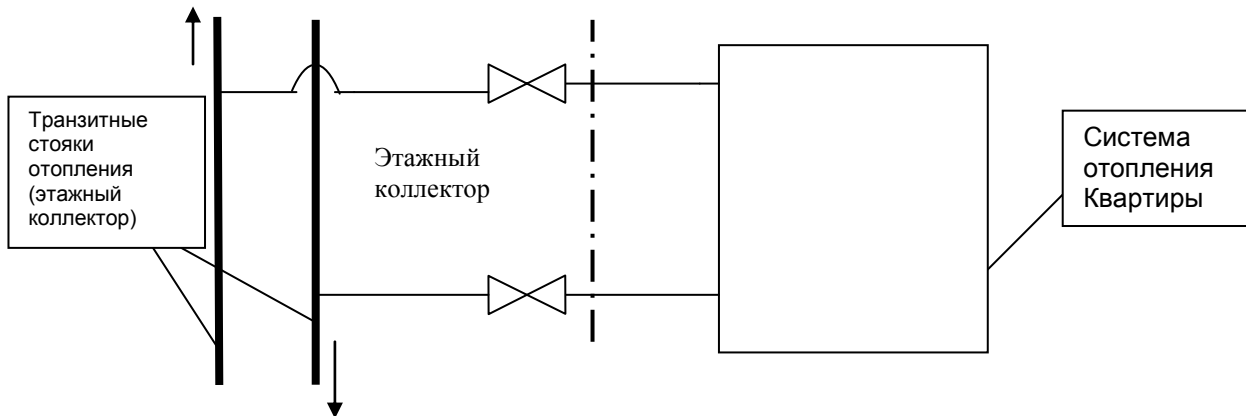 Транзитные
стояки
отопления
(этажный
коллектор)
Этажный
коллектор
Система
отопления
Квартиры